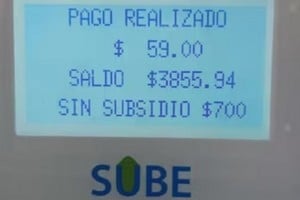 PAGO REALIZADO
$ 59.00
SALDO $3855.94
SIN SUBSIDIO $700
SUBE